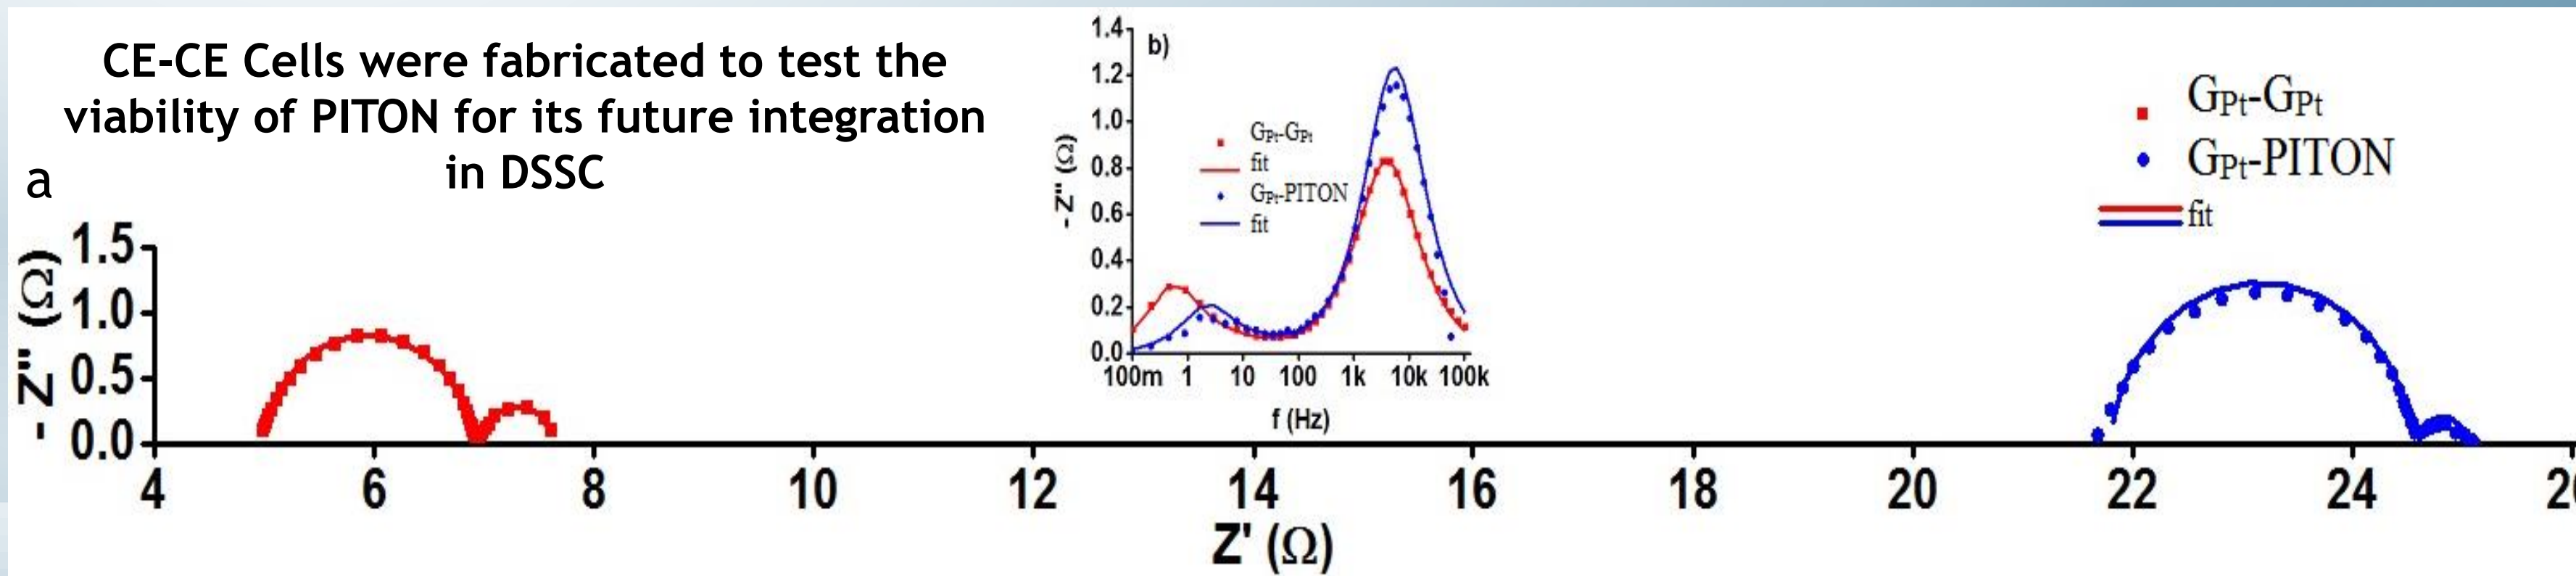 CE-CE Cells were fabricated to test the
viability of PITON for its future integration
in DSSC
a
1.5
1.0
0.5
0.0
- Z'' (Ω)
4 6 8 10 12 14 16 18 20 22 24
Z' (Ω)
b)
1.4
1.2
1.0
0.8
0.6
0.4
0.2
0.0
- Z'' (Ω)
GPt-GPt
fit
GPt-PITON
fit
100m 1 10 100 1k 10k 100k
f (Hz)
GPt-GPt
GPt-PITON
fit